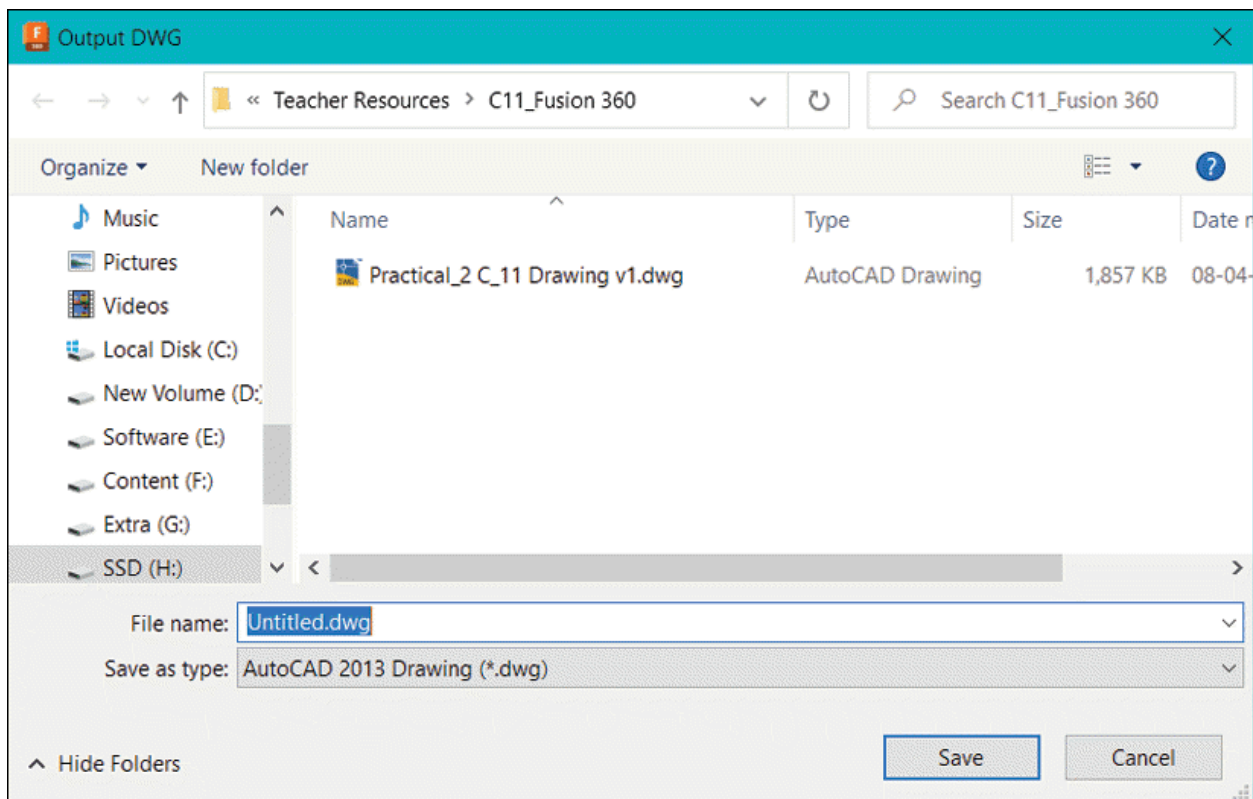 Output DWG
« Teacher Resources > C11_Fusion 360
Search C11_Fusion 360
Organize
New folder
?
Music
Pictures
Videos
Local Disk (C:)
New Volume (D:
Software (E:)
Content (F:)
Extra (G:)
SSD (H:)
Name Type Size Date
Practical_2 C_11 Drawing v1.dwg AutoCAD Drawing 1,857 KB 08-04-
File name: Untitled.dwg
Save as type: AutoCAD 2013 Drawing (*.dwg)
Hide Folders
Save
Cancel